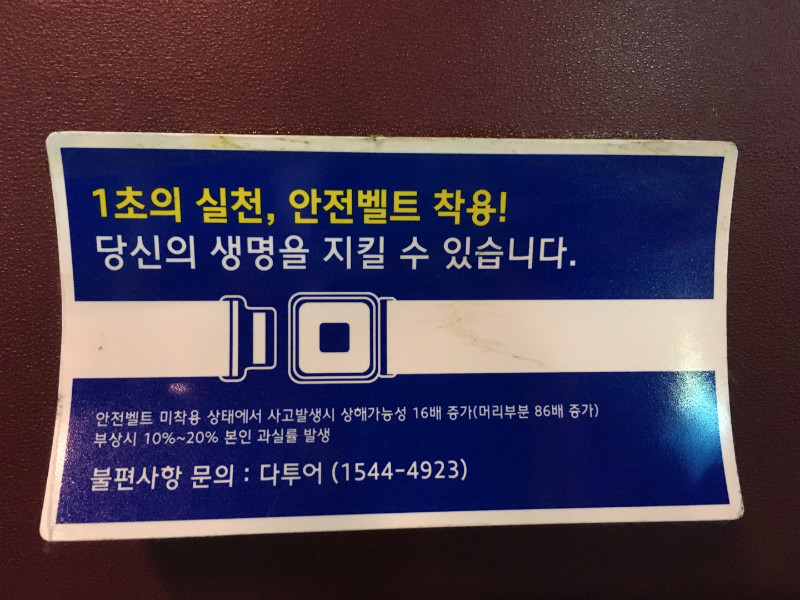 1초의 실천, 안전벨트 착용!
당신의 생명을 지킬 수 있습니다.
안전벨트 미착용 상태에서 사고발생시 상해가능성 16배 증가(머리부분 86배 증가)
부상시 10%~20% 본인 과실률 발생
불편사항 문의 : 다투어 (1544-4923)